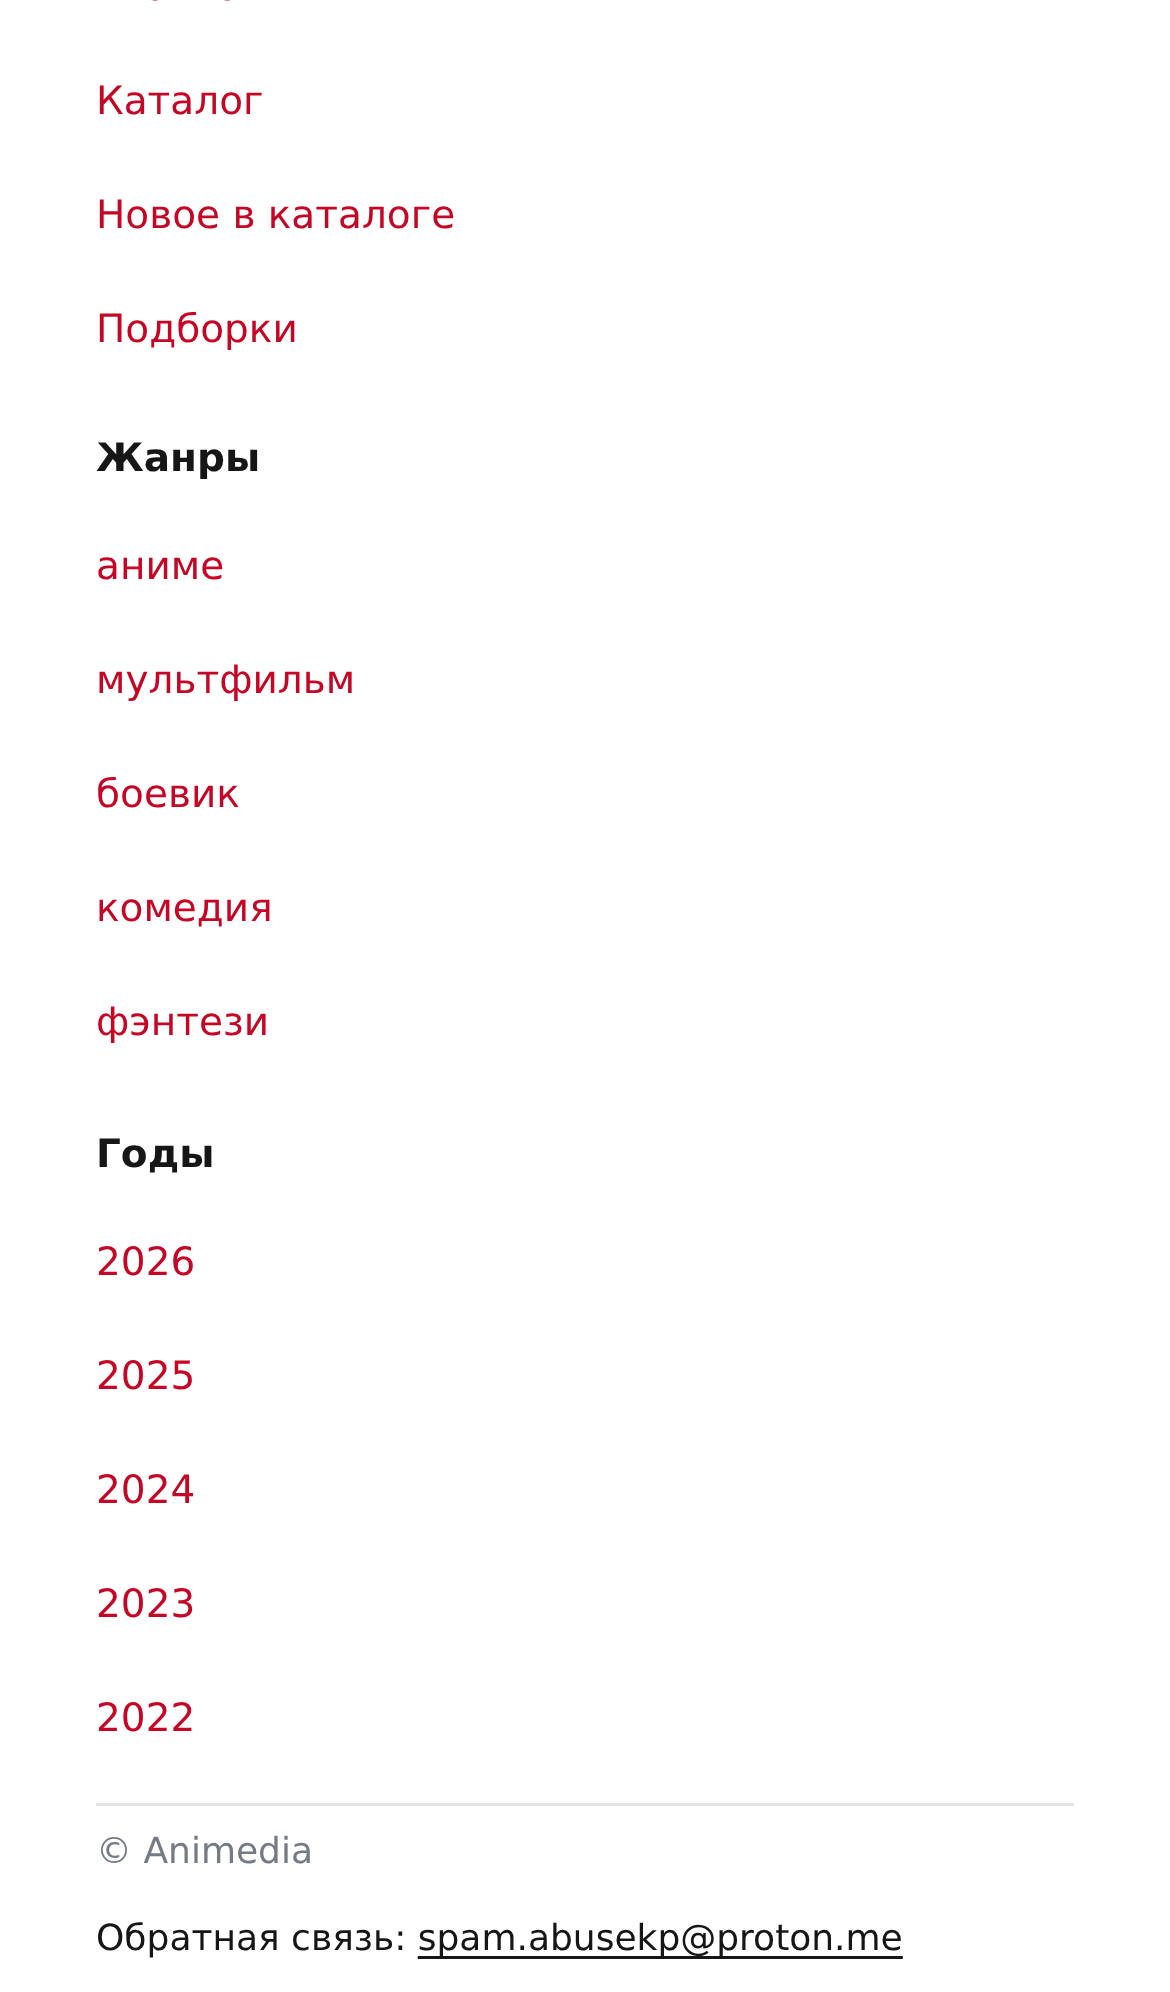 Каталог
Новое в каталоге
Подборки
Жанры
аниме
мультфильм
боевик
комедия
фэнтези
Годы
2026
2025
2024
2023
2022
© Animedia
Обратная связь: spam.abusekp@proton.me